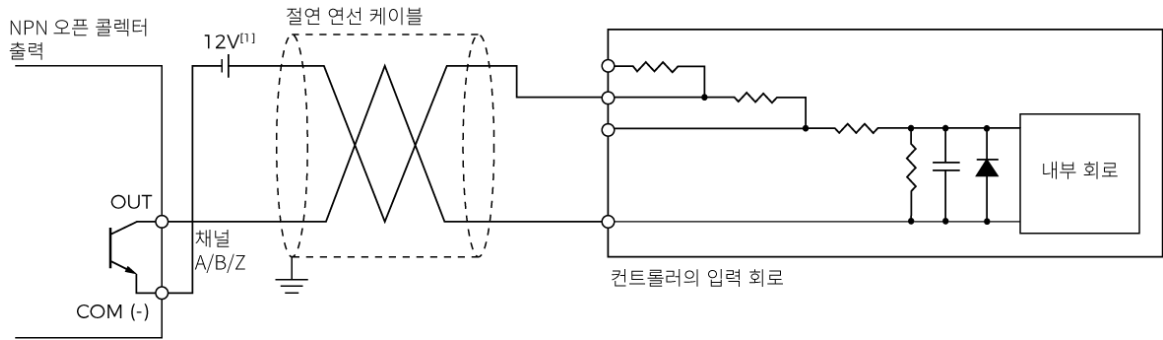 절연 연선 케이블
NPN 오픈 콜렉터
출력
12V[1]
OUT
채널
A/B/Z
COM (-)
내부 회로
컨트롤러의 입력 회로